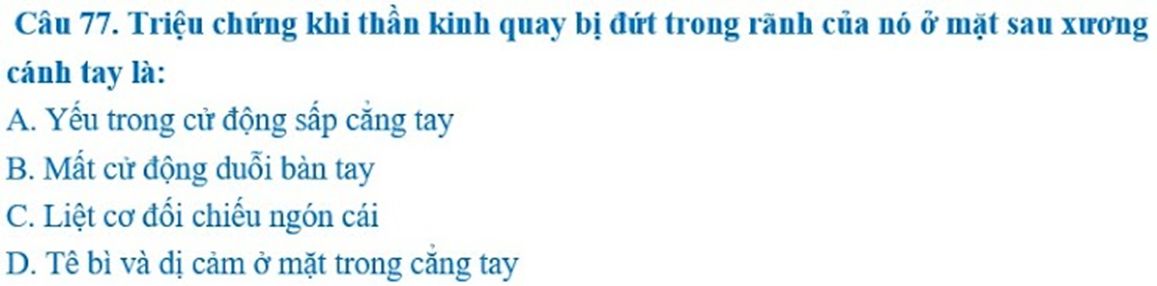 Câu 77. Triệu chứng khi thần kinh quay bị đứt trong rãnh của nó ở mặt sau xương
cánh tay là:
A. Yếu trong cử động sấp cẳng tay
B. Mất cử động duỗi bàn tay
C. Liệt cơ đối chiếu ngón cái
D. Tê bì và dị cảm ở mặt trong cẳng tay